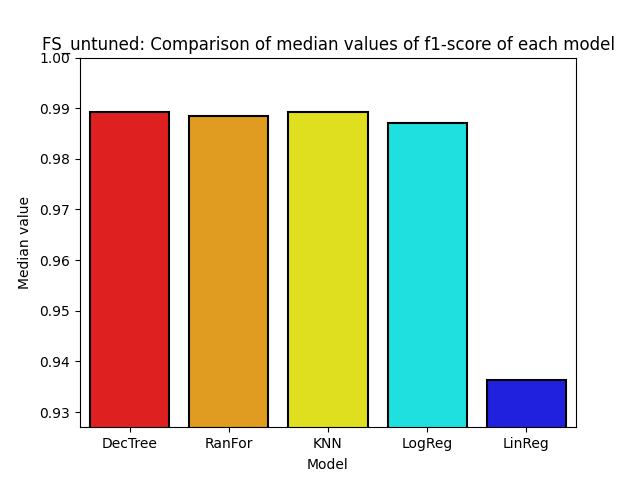 FS_untuned: Comparison of median values of f1-score of each model
1.00
0.99
0.98
0.97
0.96
0.95
0.94
0.93
Median value
DecTree RanFor KNN LogReg LinReg
Model